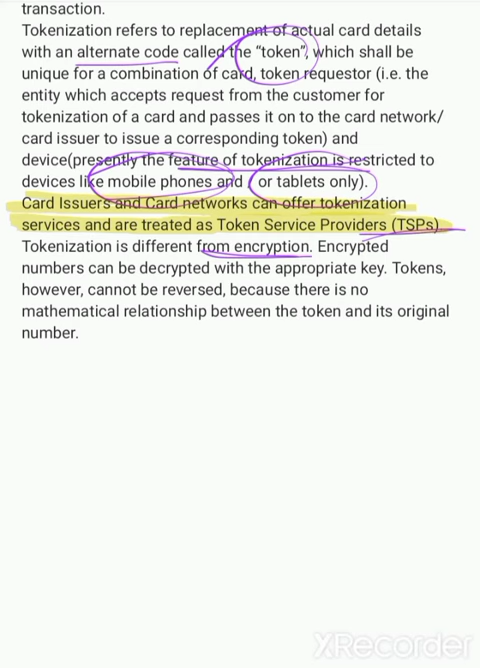 transaction.
Tokenization refers to replacement of actual card details
with an alternate code called the “token”, which shall be
unique for a combination of card, token requestor (i.e. the
entity which accepts request from the customer for
tokenization of a card and passes it on to the card network/
card issuer to issue a corresponding token) and
device(presently the feature of tokenization is restricted to
devices like mobile phones and / or tablets only).
Card Issuers and Card networks can offer tokenization
services and are treated as Token Service Providers (TSPs)
Tokenization is different from encryption. Encrypted
numbers can be decrypted with the appropriate key. Tokens,
however, cannot be reversed, because there is no
mathematical relationship between the token and its original
number.
XRecorder